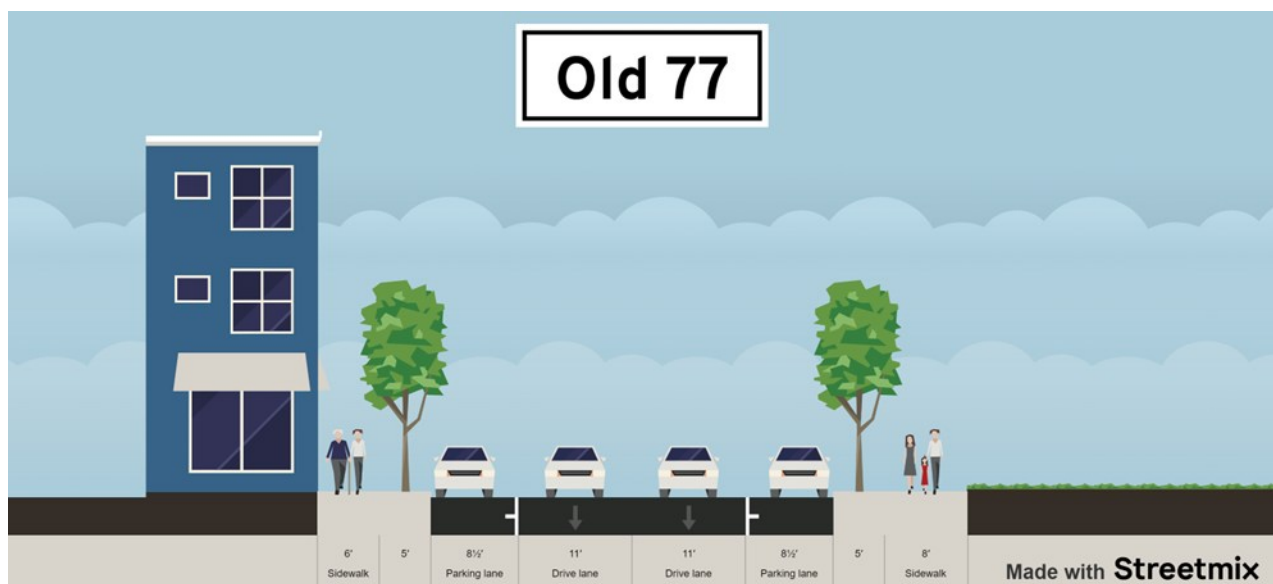 Old 77
6' 5' 8½' 11' 11' 8½' 5' 8'
Sidewalk Parking lane Drive lane Drive lane Parking lane Sidewalk
Made with Streetmix